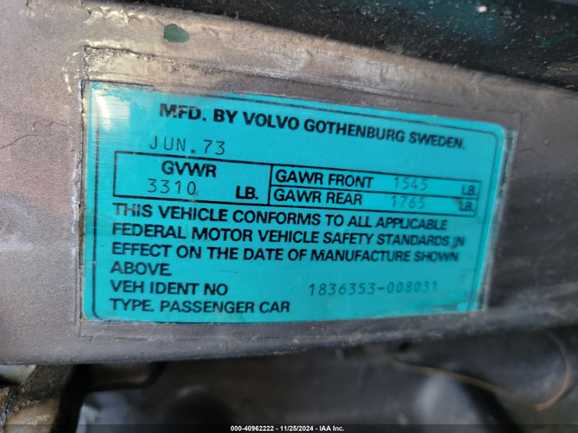 MFD. BY VOLVO GOTHENBURG SWEDEN.
JUN.73
GVWR
3310 LB.
GAWR FRONT 1545 LB.
GAWR REAR 1765 LB.
THIS VEHICLE CONFORMS TO ALL APPLICABLE
FEDERAL MOTOR VEHICLE SAFETY STANDARDS IN
EFFECT ON THE DATE OF MANUFACTURE SHOWN
ABOVE.
VEH IDENT NO 1836353-008031
TYPE. PASSENGER CAR
000-40962222 - 11/25/2024 - IAA Inc.